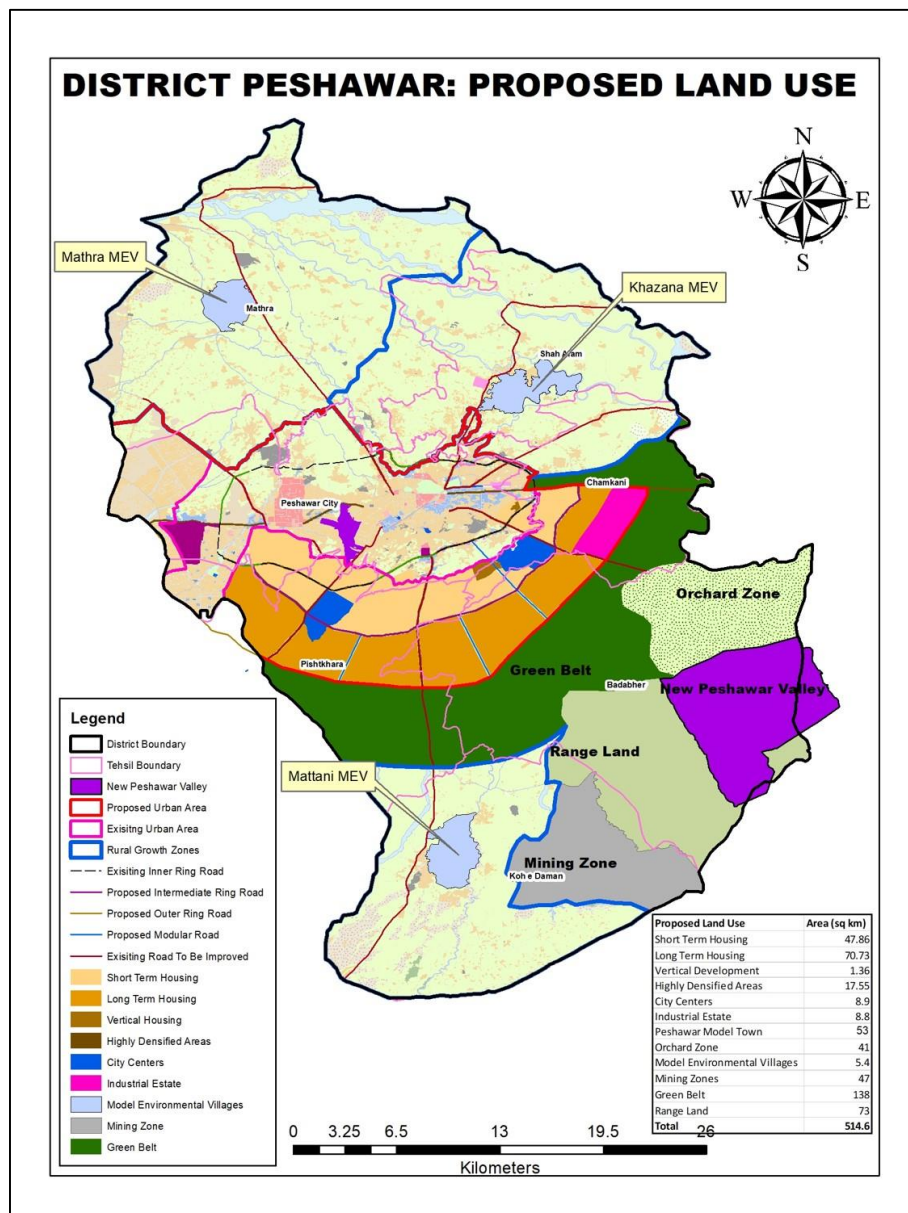 DISTRICT PESHAWAR: PROPOSED LAND USE
N
W E
S
Mathra MEV
Khazana MEV
Mathra
Shah Alam
Chamkani
Peshawar City
Orchard Zone
Pishtkhara
Green Belt
Badabher
New Peshawar Valley
Range Land
Mattani MEV
Mining Zone
Koh e Daman
Legend
District Boundary
Tehsil Boundary
New Peshawar Valley
Proposed Urban Area
Exisitng Urban Area
Rural Growth Zones
Exisiting Inner Ring Road
Proposed Intermediate Ring Road
Proposed Outer Ring Road
Proposed Modular Road
Exisiting Road To Be Improved
Short Term Housing
Long Term Housing
Vertical Housing
Highly Densified Areas
City Centers
Industrial Estate
Model Environmental Villages
Mining Zone
Green Belt
Proposed Land Use Area (sq km)
Short Term Housing 47.86
Long Term Housing 70.73
Vertical Development 1.36
Highly Densified Areas 17.55
City Centers 8.9
Industrial Estate 8.8
Peshawar Model Town 53
Orchard Zone 41
Model Environmental Villages 5.4
Mining Zones 47
Green Belt 138
Range Land 73
Total 514.6
0 3.25 6.5 13 19.5 26
Kilometers